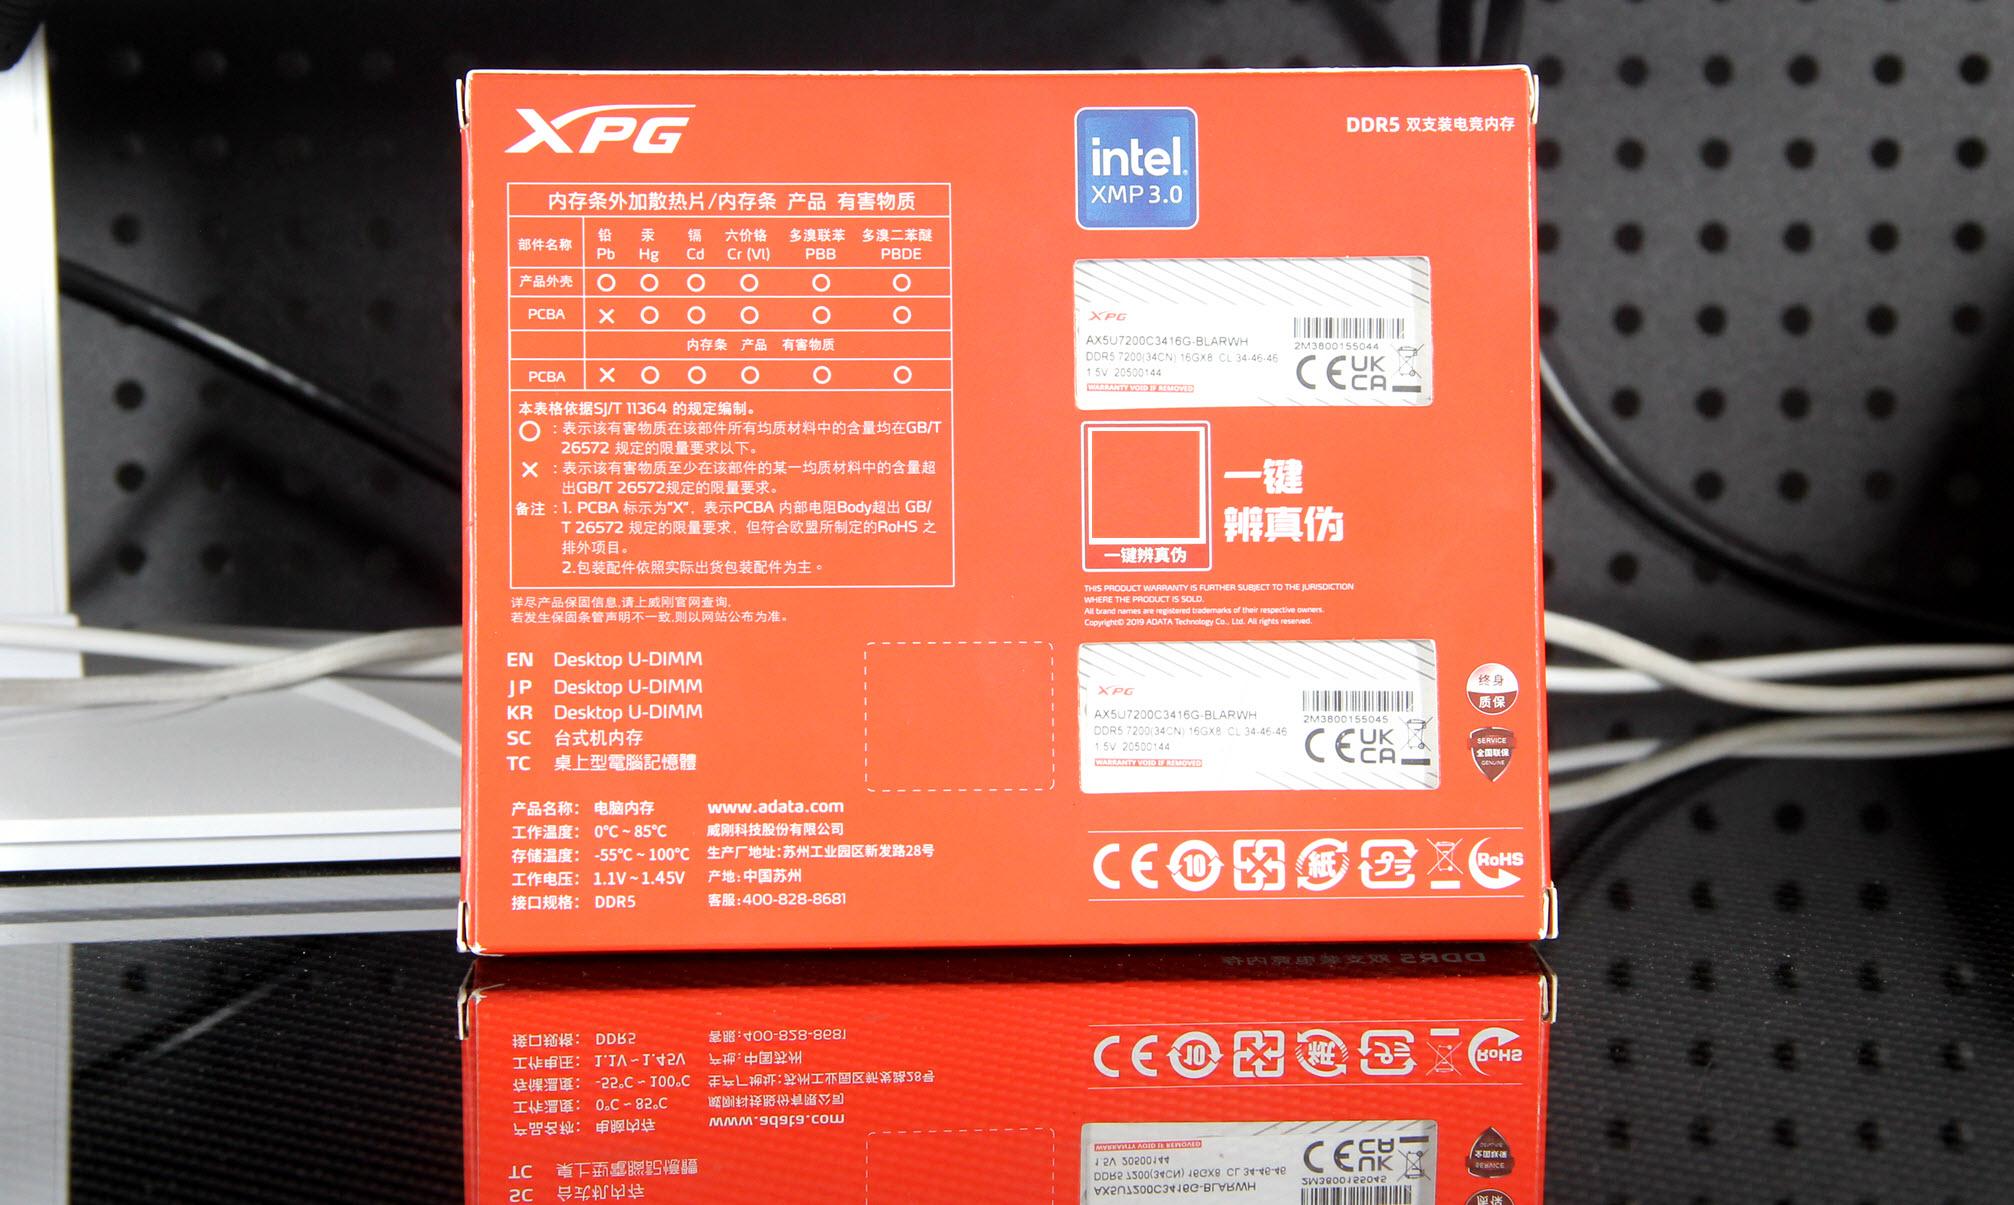 XPG
内存条外加散热片/内存条 产品 有害物质
部件名称 铅 汞 镉 六价铬 多溴联苯 多溴二苯醚
Pb Hg Cd Cr (VI) PBB PBDE
产品外壳 O O O O O O
PCBA X O O O O O
内存条 产品 有害物质
PCBA X O O O O O
本表格依据SJ/T 11364 的规定编制。
O : 表示该有害物质在该部件所有均质材料中的含量均在GB/T
26572 规定的限量要求以下。
X : 表示该有害物质至少在该部件的某一均质材料中的含量超
出GB/T 26572规定的限量要求。
备注 : 1. PCBA 标示为"X"，表示PCBA 内部电阻Body超出 GB/
T 26572 规定的限量要求，但符合欧盟所制定的RoHS 之
排外项目。
2.包装配件依照实际出货包装配件为主。
详尽产品保固信息,请上威刚官网查询,
若发生保固条管声明不一致,则以网站公布为准。
EN Desktop U-DIMM
JP Desktop U-DIMM
KR Desktop U-DIMM
SC 台式机内存
TC 桌上型電腦記憶體
产品名称： 电脑内存
工作温度： 0°C ~ 85°C
存储温度： -55°C ~ 100°C
工作电压： 1.1V ~ 1.45V
接口规格： DDR5
www.adata.com
威刚科技股份有限公司
生产厂地址:苏州工业园区新发路28号
产地:中国苏州
客服:400-828-8681
intel
XMP 3.0
DDR5 双支装电竞内存
XPG
AX5U7200C3416G-BLARWH
DDR5 7200(34CN) 16GX8 CL 34-46-46
1.5V 20500144
WARRANTY VOID IF REMOVED
2M3800155044
CE UK
CA
一键辨真伪
一键
辨真伪
THIS PRODUCT WARRANTY IS FURTHER SUBJECT TO THE JURISDICTION
WHERE THE PRODUCT IS SOLD.
All brand names are registered trademarks of their respective owners.
Copyright© 2019 ADATA Technology Co., Ltd. All rights reserved.
XPG
AX5U7200C3416G-BLARWH
DDR5 7200(34CN) 16GX8 CL 34-46-46
1.5V 20500144
WARRANTY VOID IF REMOVED
2M3800155045
CE UK
CA
终身
质保
SERVICE
全国联保
GENUINE
CE 10 紙 プラ RoHS